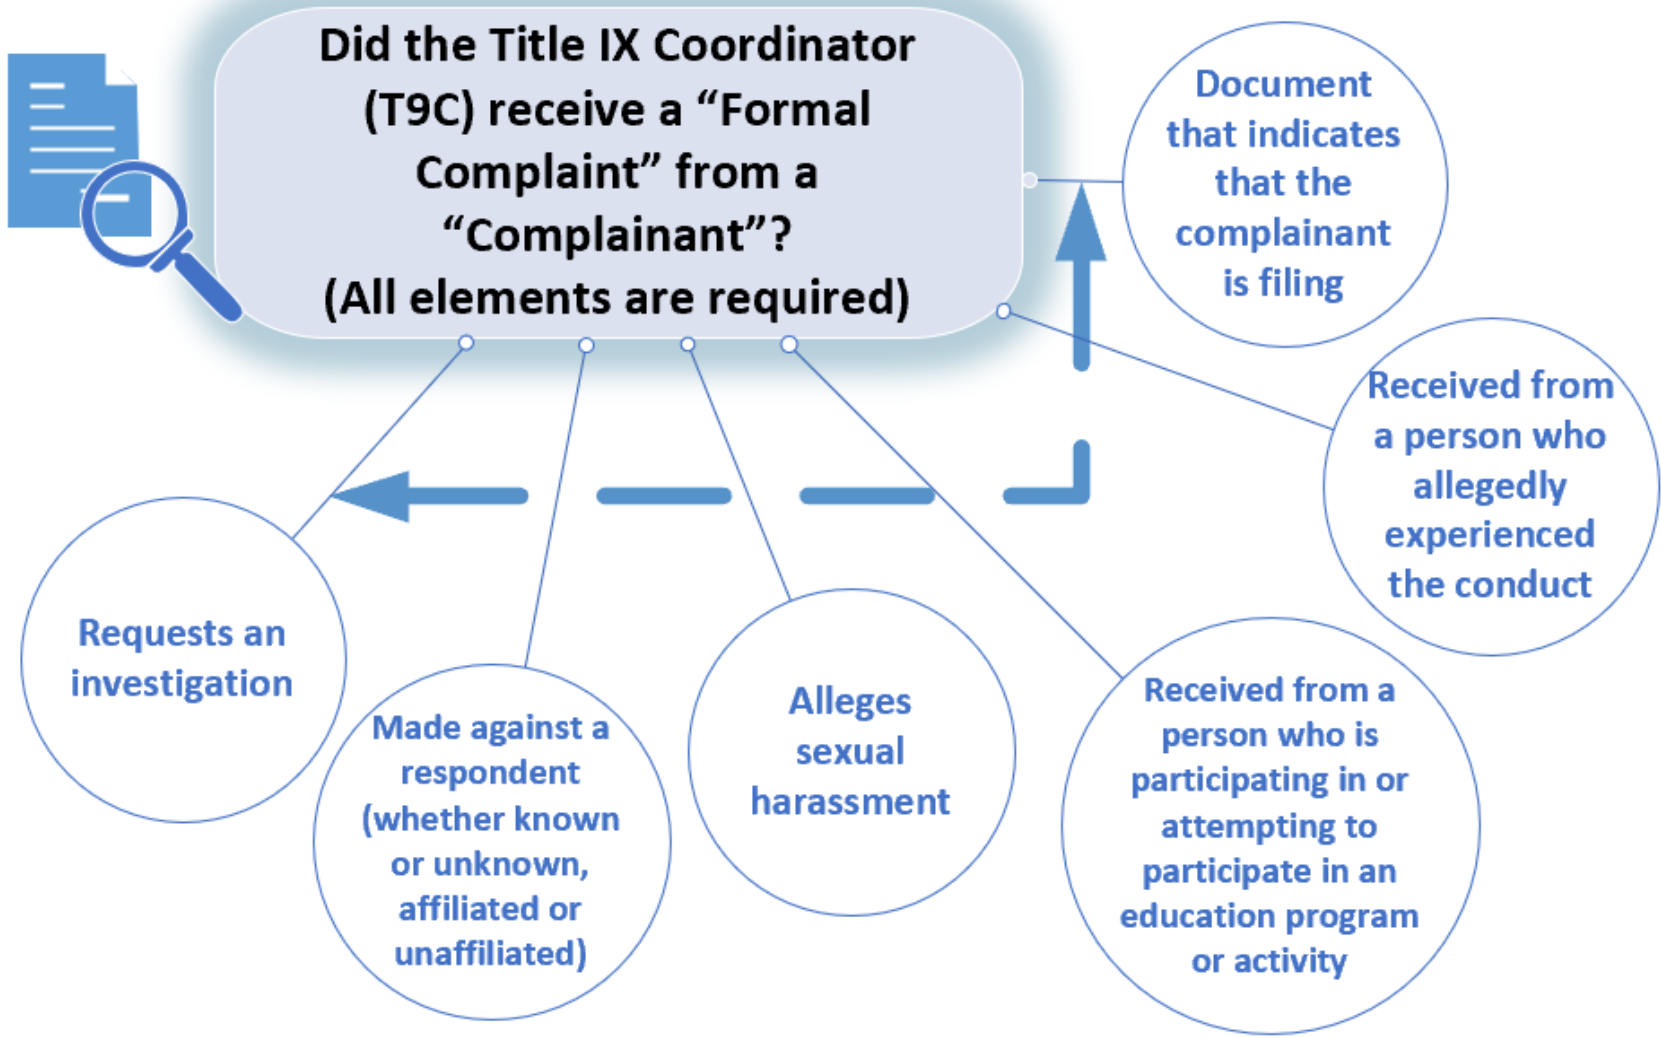 Did the Title IX Coordinator
(T9C) receive a “Formal
Complaint” from a
“Complainant”?
(All elements are required)
Document
that indicates
that the
complainant
is filing
Received from
a person who
allegedly
experienced
the conduct
Received from a
person who is
participating in or
attempting to
participate in an
education program
or activity
Alleges
sexual
harassment
Made against a
respondent
(whether known
or unknown,
affiliated or
unaffiliated)
Requests an
investigation